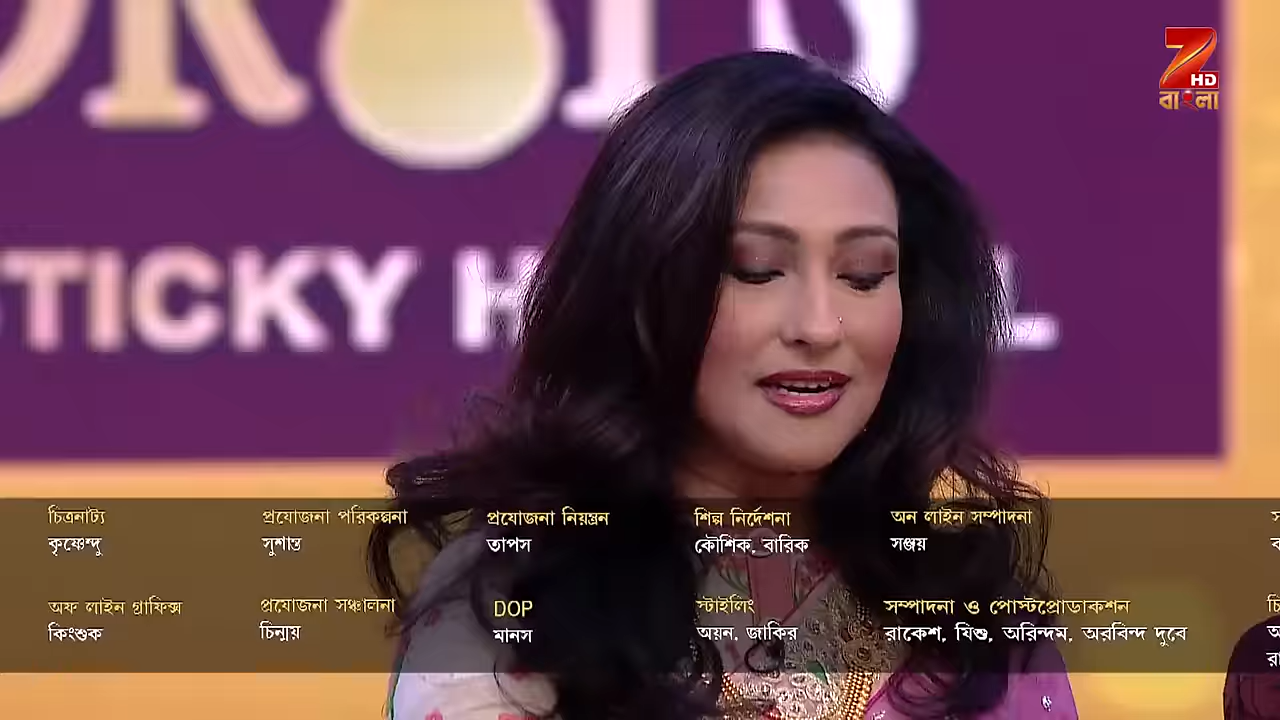 HD
বাংলা
STICKY H
L
চিত্রনাট্য
প্রযোজনা পরিকল্পনা
প্রযোজনা নিয়ন্ত্রন
শিল্প নির্দেশনা
অন লাইন সম্পাদনা
কৃষ্ণেন্দু
সুশান্ত
তাপস
কৌশিক, বারিক
সঞ্জয়
অফ লাইন গ্রাফিক্স
প্রযোজনা সঞ্চালনা
DOP
স্টাইলিং
সম্পাদনা ও পোস্টপ্রোডাকশন
কিংশুক
চিন্ময়
মানস
অয়ন, জাকির
রাকেশ, যিশু, অরিন্দম, অরবিন্দ দুবে